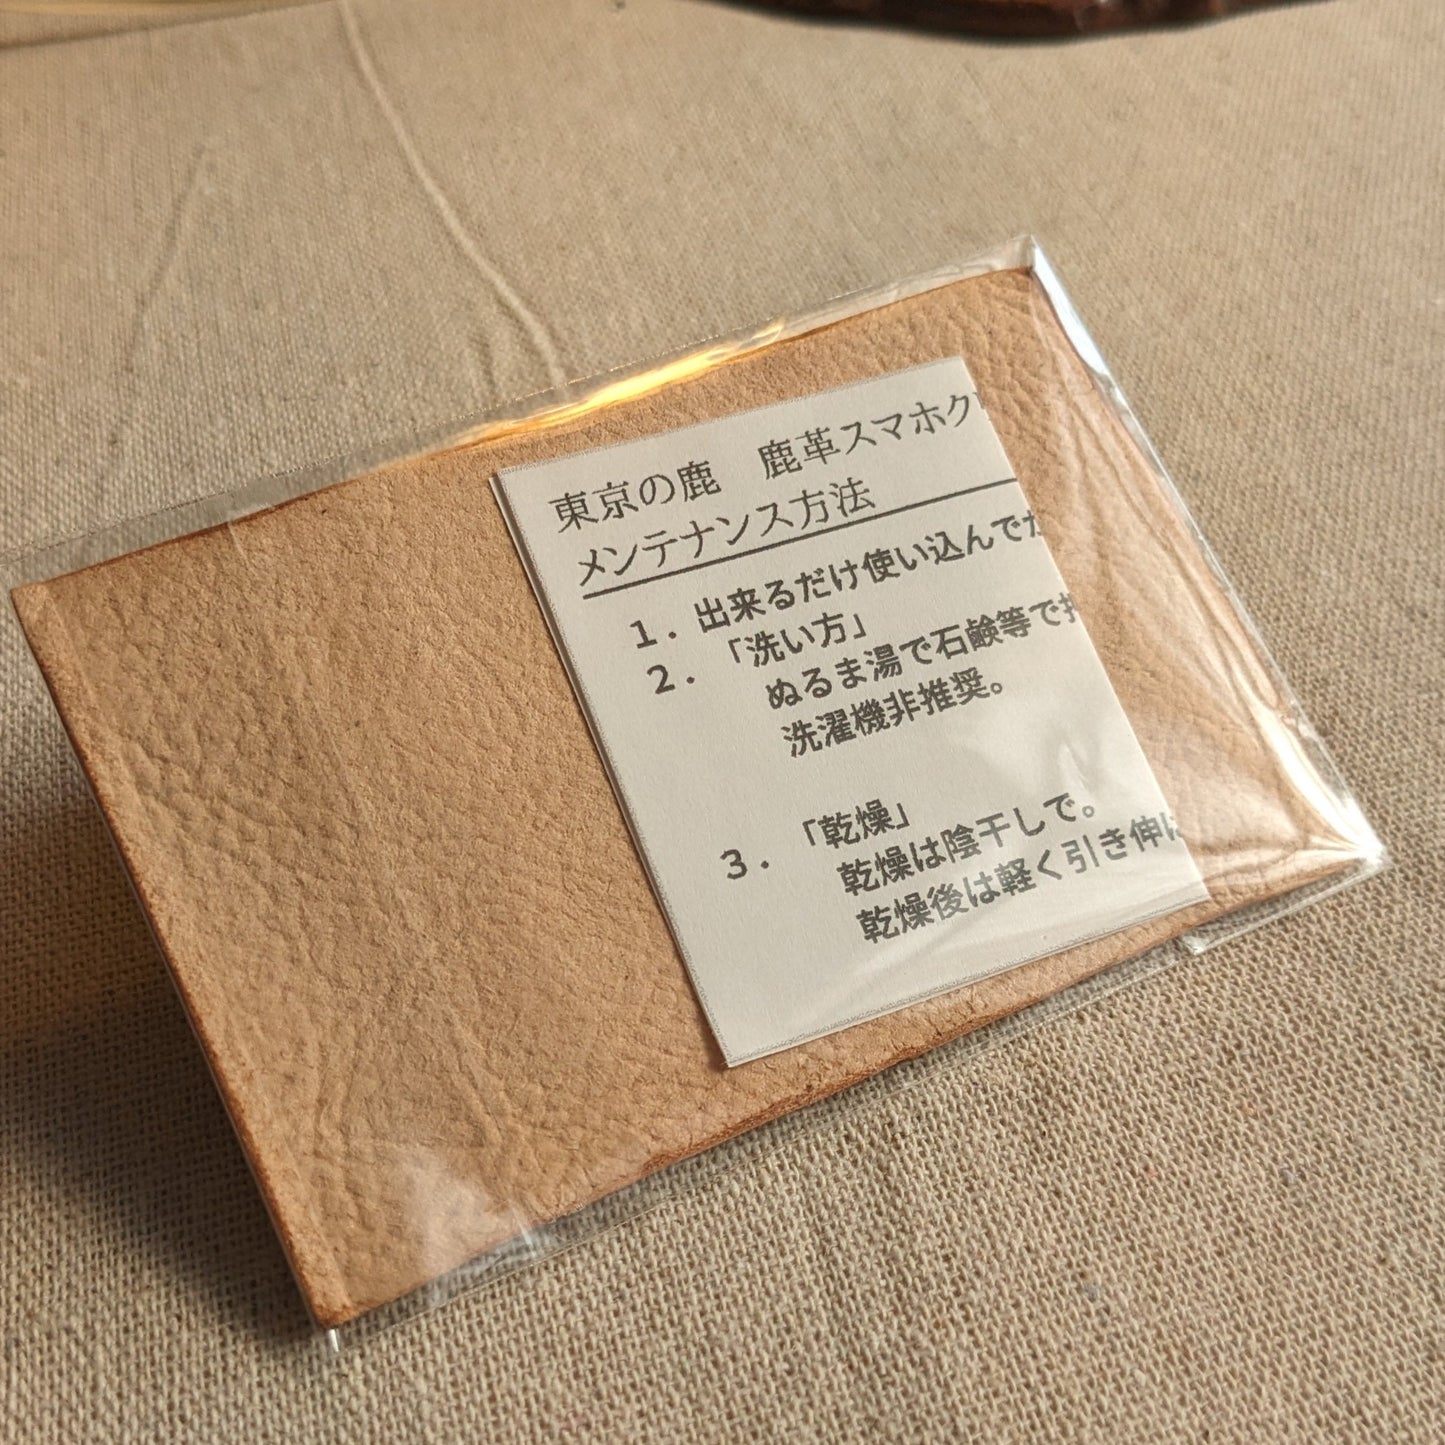 東京の鹿　鹿革スマホク
メンテナンス方法
1. 出来るだけ使い込んで
2. 「洗い方」
ぬるま湯で石鹸等で
洗濯機非推奨。
3. 「乾燥」
乾燥は陰干しで。
乾燥後は軽く引き伸